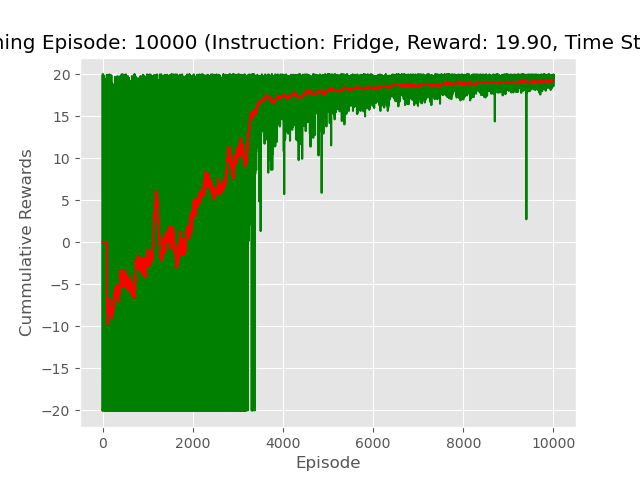 ning Episode: 10000 (Instruction: Fridge, Reward: 19.90, Time St
20
15
10
5
0
−5
−10
−15
−20
Cummulative Rewards
0 2000 4000 6000 8000 10000
Episode